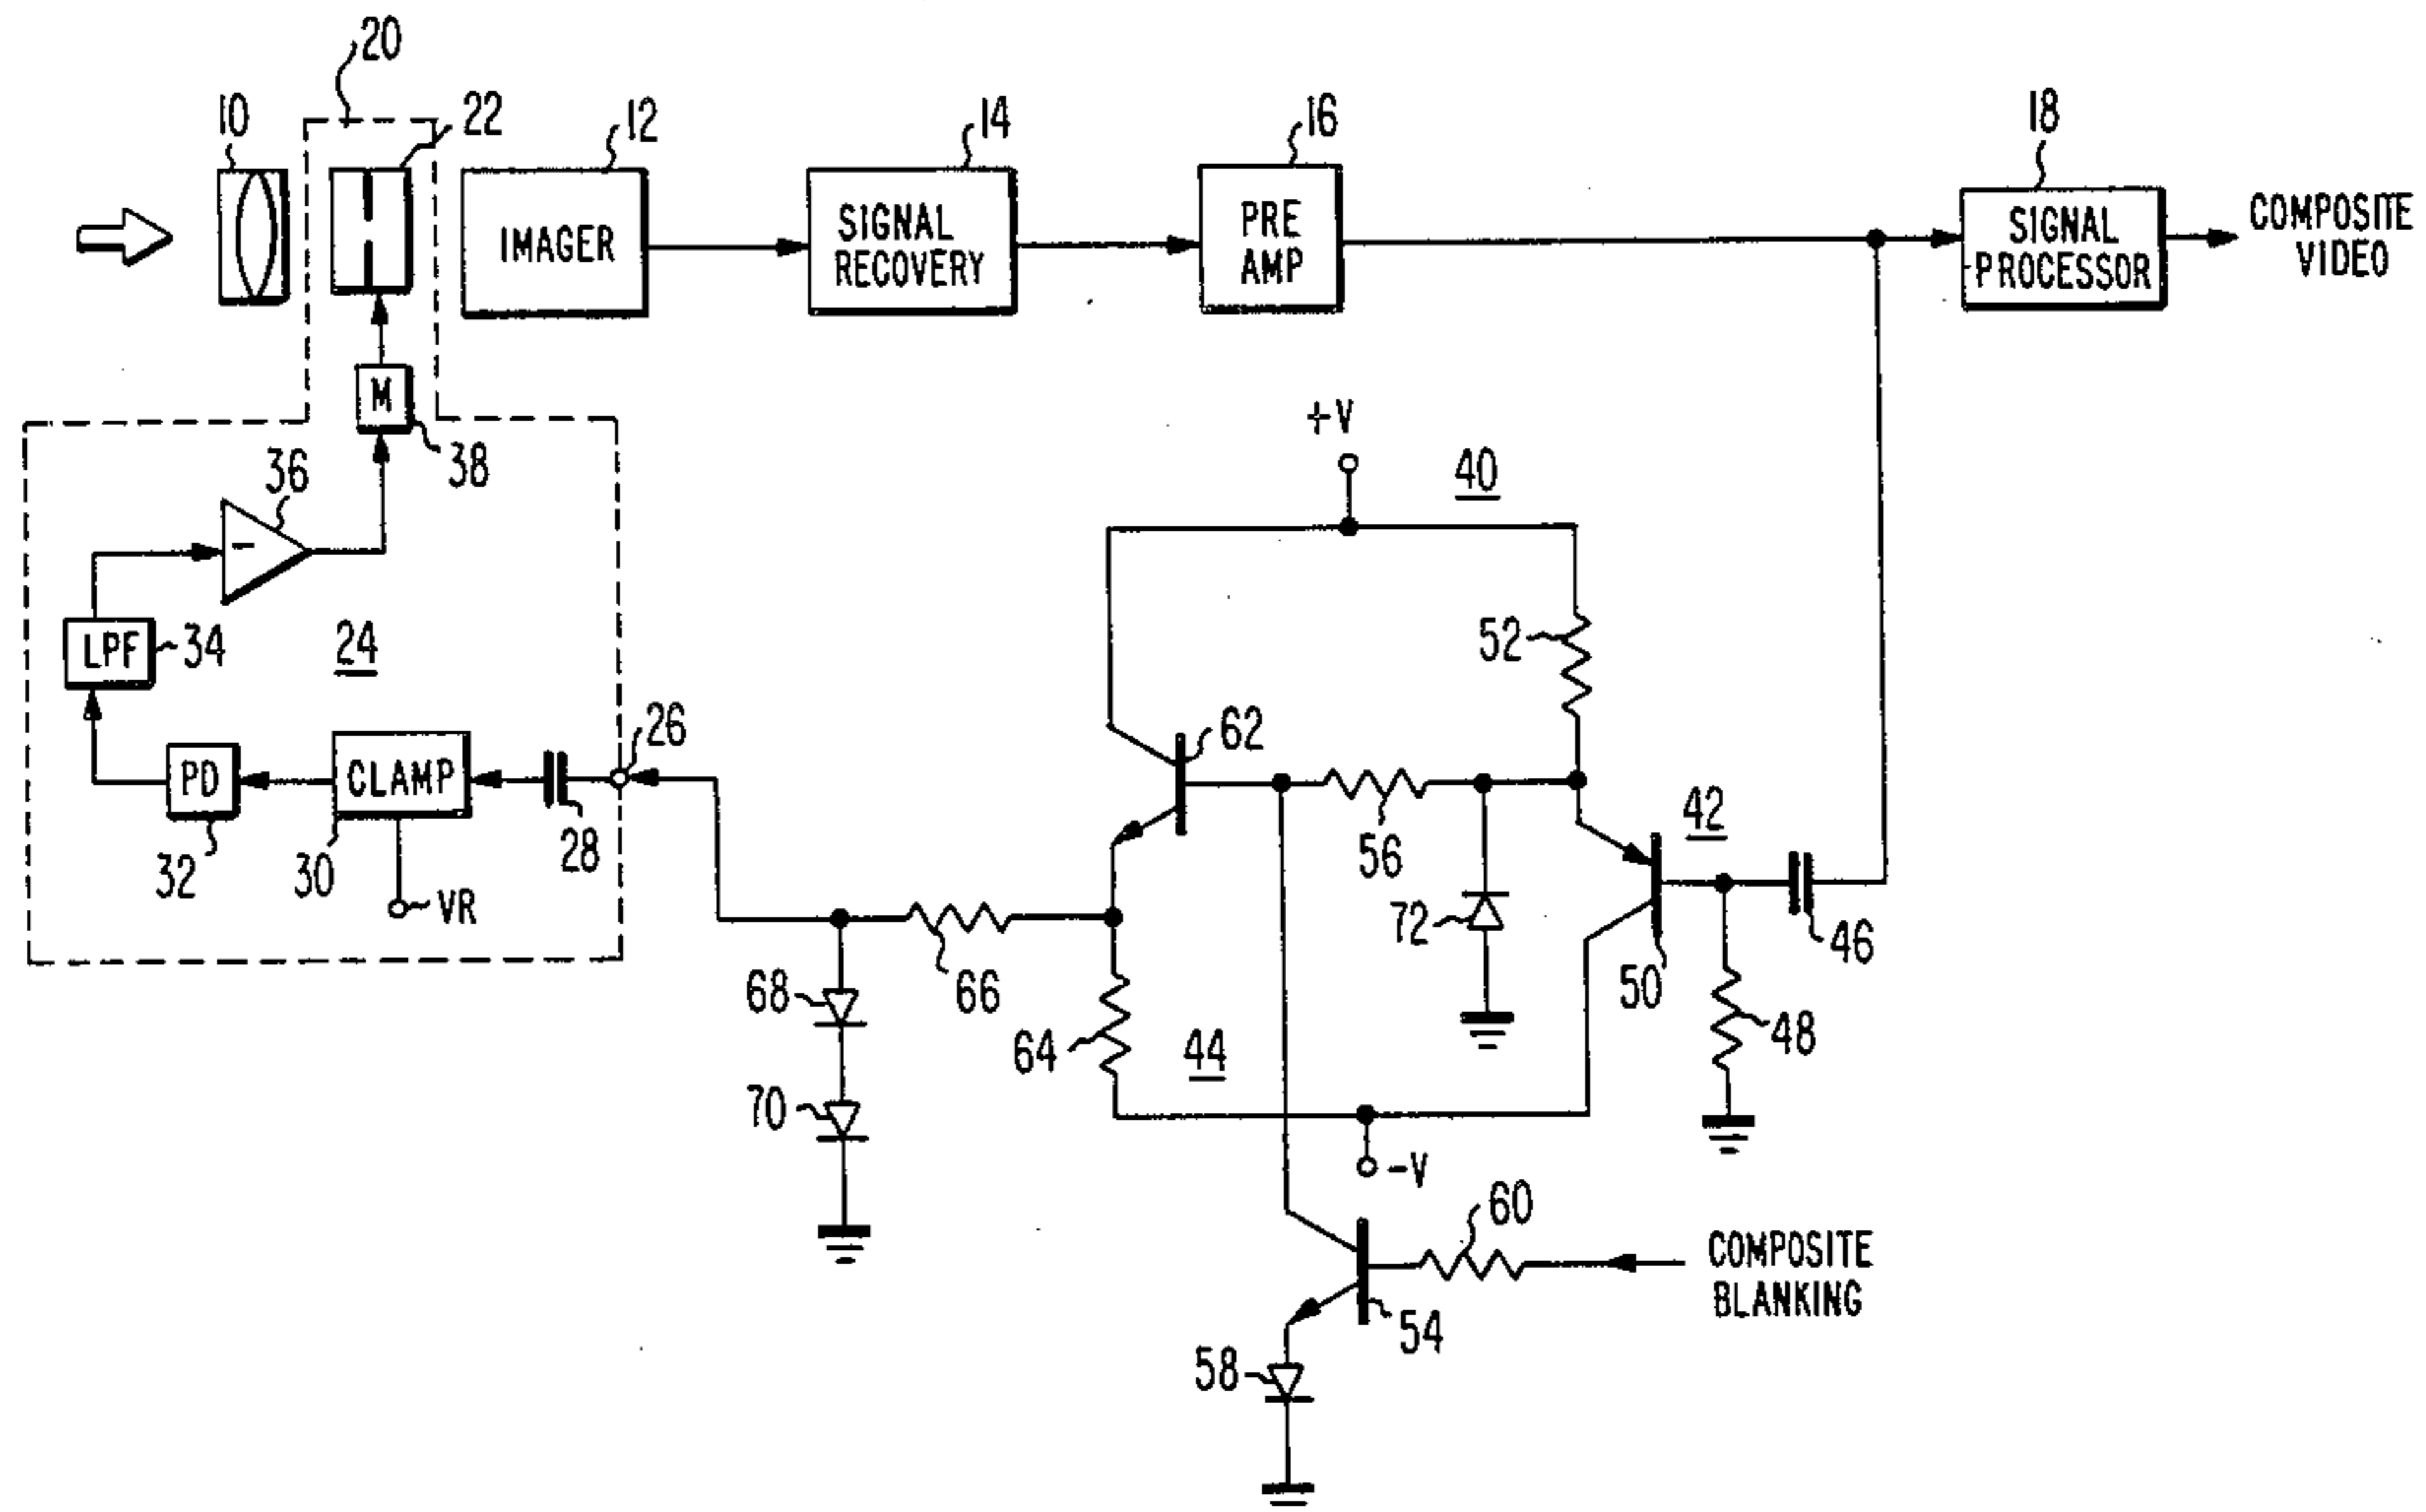 20
10
22
12
14
16
18
IMAGER
SIGNAL
RECOVERY
PRE
AMP
SIGNAL
PROCESSOR
COMPOSITE
VIDEO
M
38
36
-
LPF
34
24
PD
32
CLAMP
30
VR
28
26
+V
40
52
62
56
42
72
50
46
48
68
66
64
44
70
-V
60
COMPOSITE
BLANKING
54
58